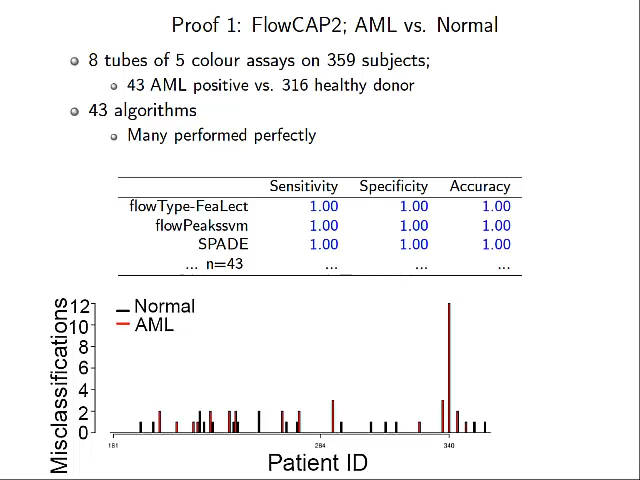 Proof 1: FlowCAP2; AML vs. Normal
8 tubes of 5 colour assays on 359 subjects;
43 AML positive vs. 316 healthy donor
43 algorithms
Many performed perfectly
Sensitivity Specificity Accuracy
flowType-FeaLect 1.00 1.00 1.00
flowPeakssvm 1.00 1.00 1.00
SPADE 1.00 1.00 1.00
... n=43 ... ... ...
Misclassifications
12
10
8
6
4
2
0
Normal
AML
181 284 340
Patient ID